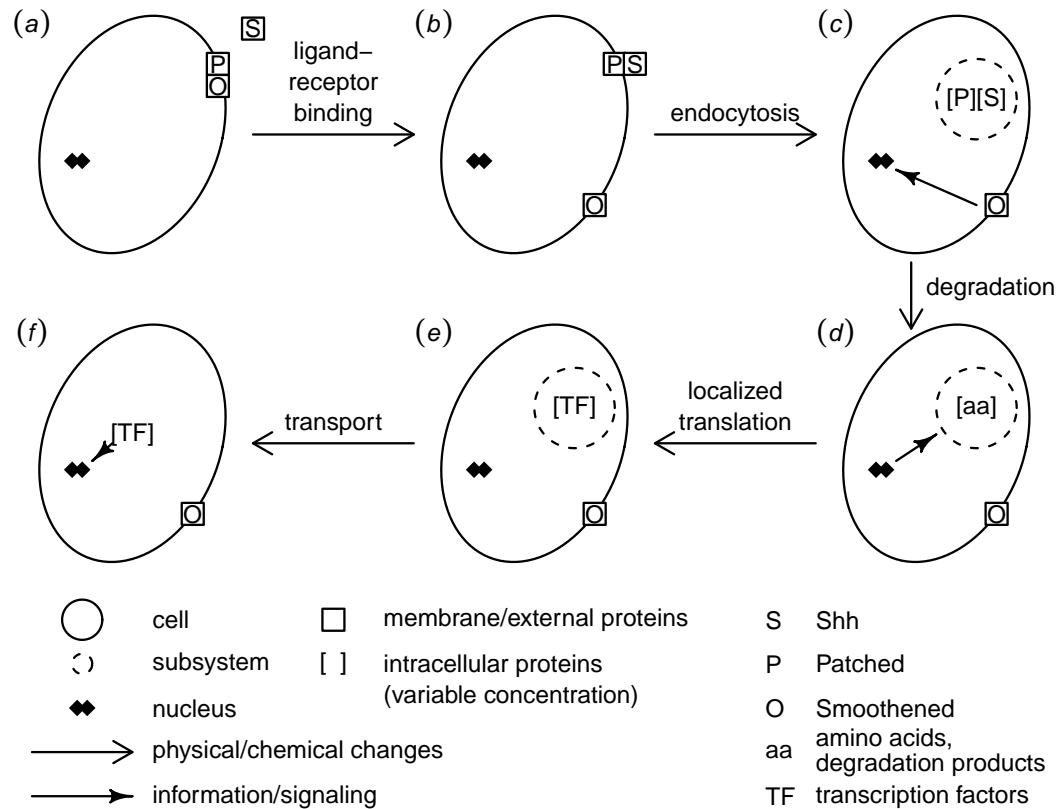 (a)
S
P
O
ligand–
receptor
binding
(b)
P S
O
endocytosis
(c)
[P][S]
O
degradation
(f)
[TF]
O
transport
(e)
[TF]
O
localized
translation
(d)
[aa]
O
cell
membrane/external proteins
S Shh
subsystem
[ ] intracellular proteins
(variable concentration)
P Patched
nucleus
O Smoothened
physical/chemical changes
aa amino acids,
degradation products
information/signaling
TF transcription factors